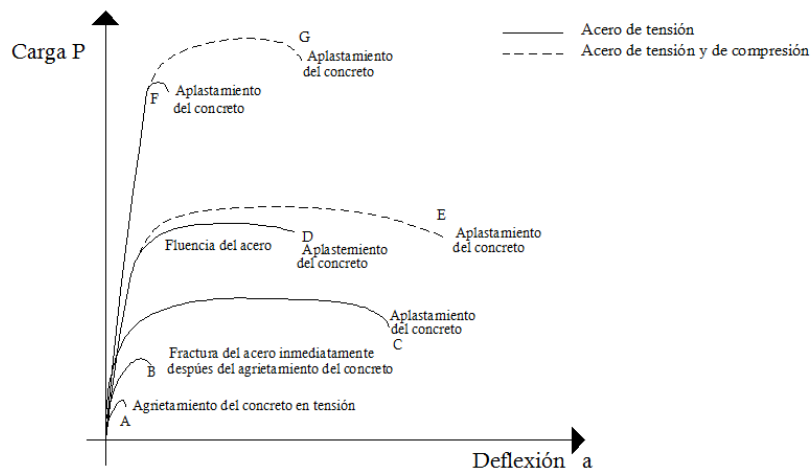 Carga P
Acero de tensión
Acero de tensión y de compresión
G
Aplastamiento
del concreto
F
Aplastamiento
del concreto
E
Aplastamiento
del concreto
D
Fluencia del acero
Aplastemiento
del concreto
Aplastamiento
del concreto
C
Fractura del acero inmediatamente
despúes del agrietamiento del concreto
B
Agrietamiento del concreto en tensión
A
Deflexión a